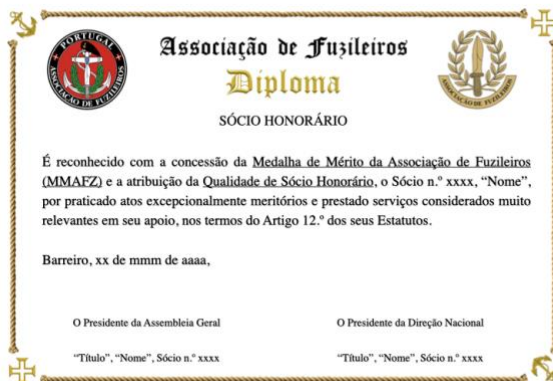 PORTUGAL
ASSOCIAÇÃO DE FUZILEIROS
Associação de Fuzileiros
Diploma
ASSOCIAÇÃO DE FUZILEIROS
SÓCIO HONORÁRIO
É reconhecido com a concessão da Medalha de Mérito da Associação de Fuzileiros
(MMAFZ) e a atribuição da Qualidade de Sócio Honorário, o Sócio n.º xxxx, “Nome”,
por praticado atos excepcionalmente meritórios e prestado serviços considerados muito
relevantes em seu apoio, nos termos do Artigo 12.º dos seus Estatutos.
Barreiro, xx de mmm de aaaa,
O Presidente da Assembleia Geral
O Presidente da Direção Nacional
“Título”, “Nome”, Sócio n.º xxxx
“Título”, “Nome”, Sócio n.º xxxx